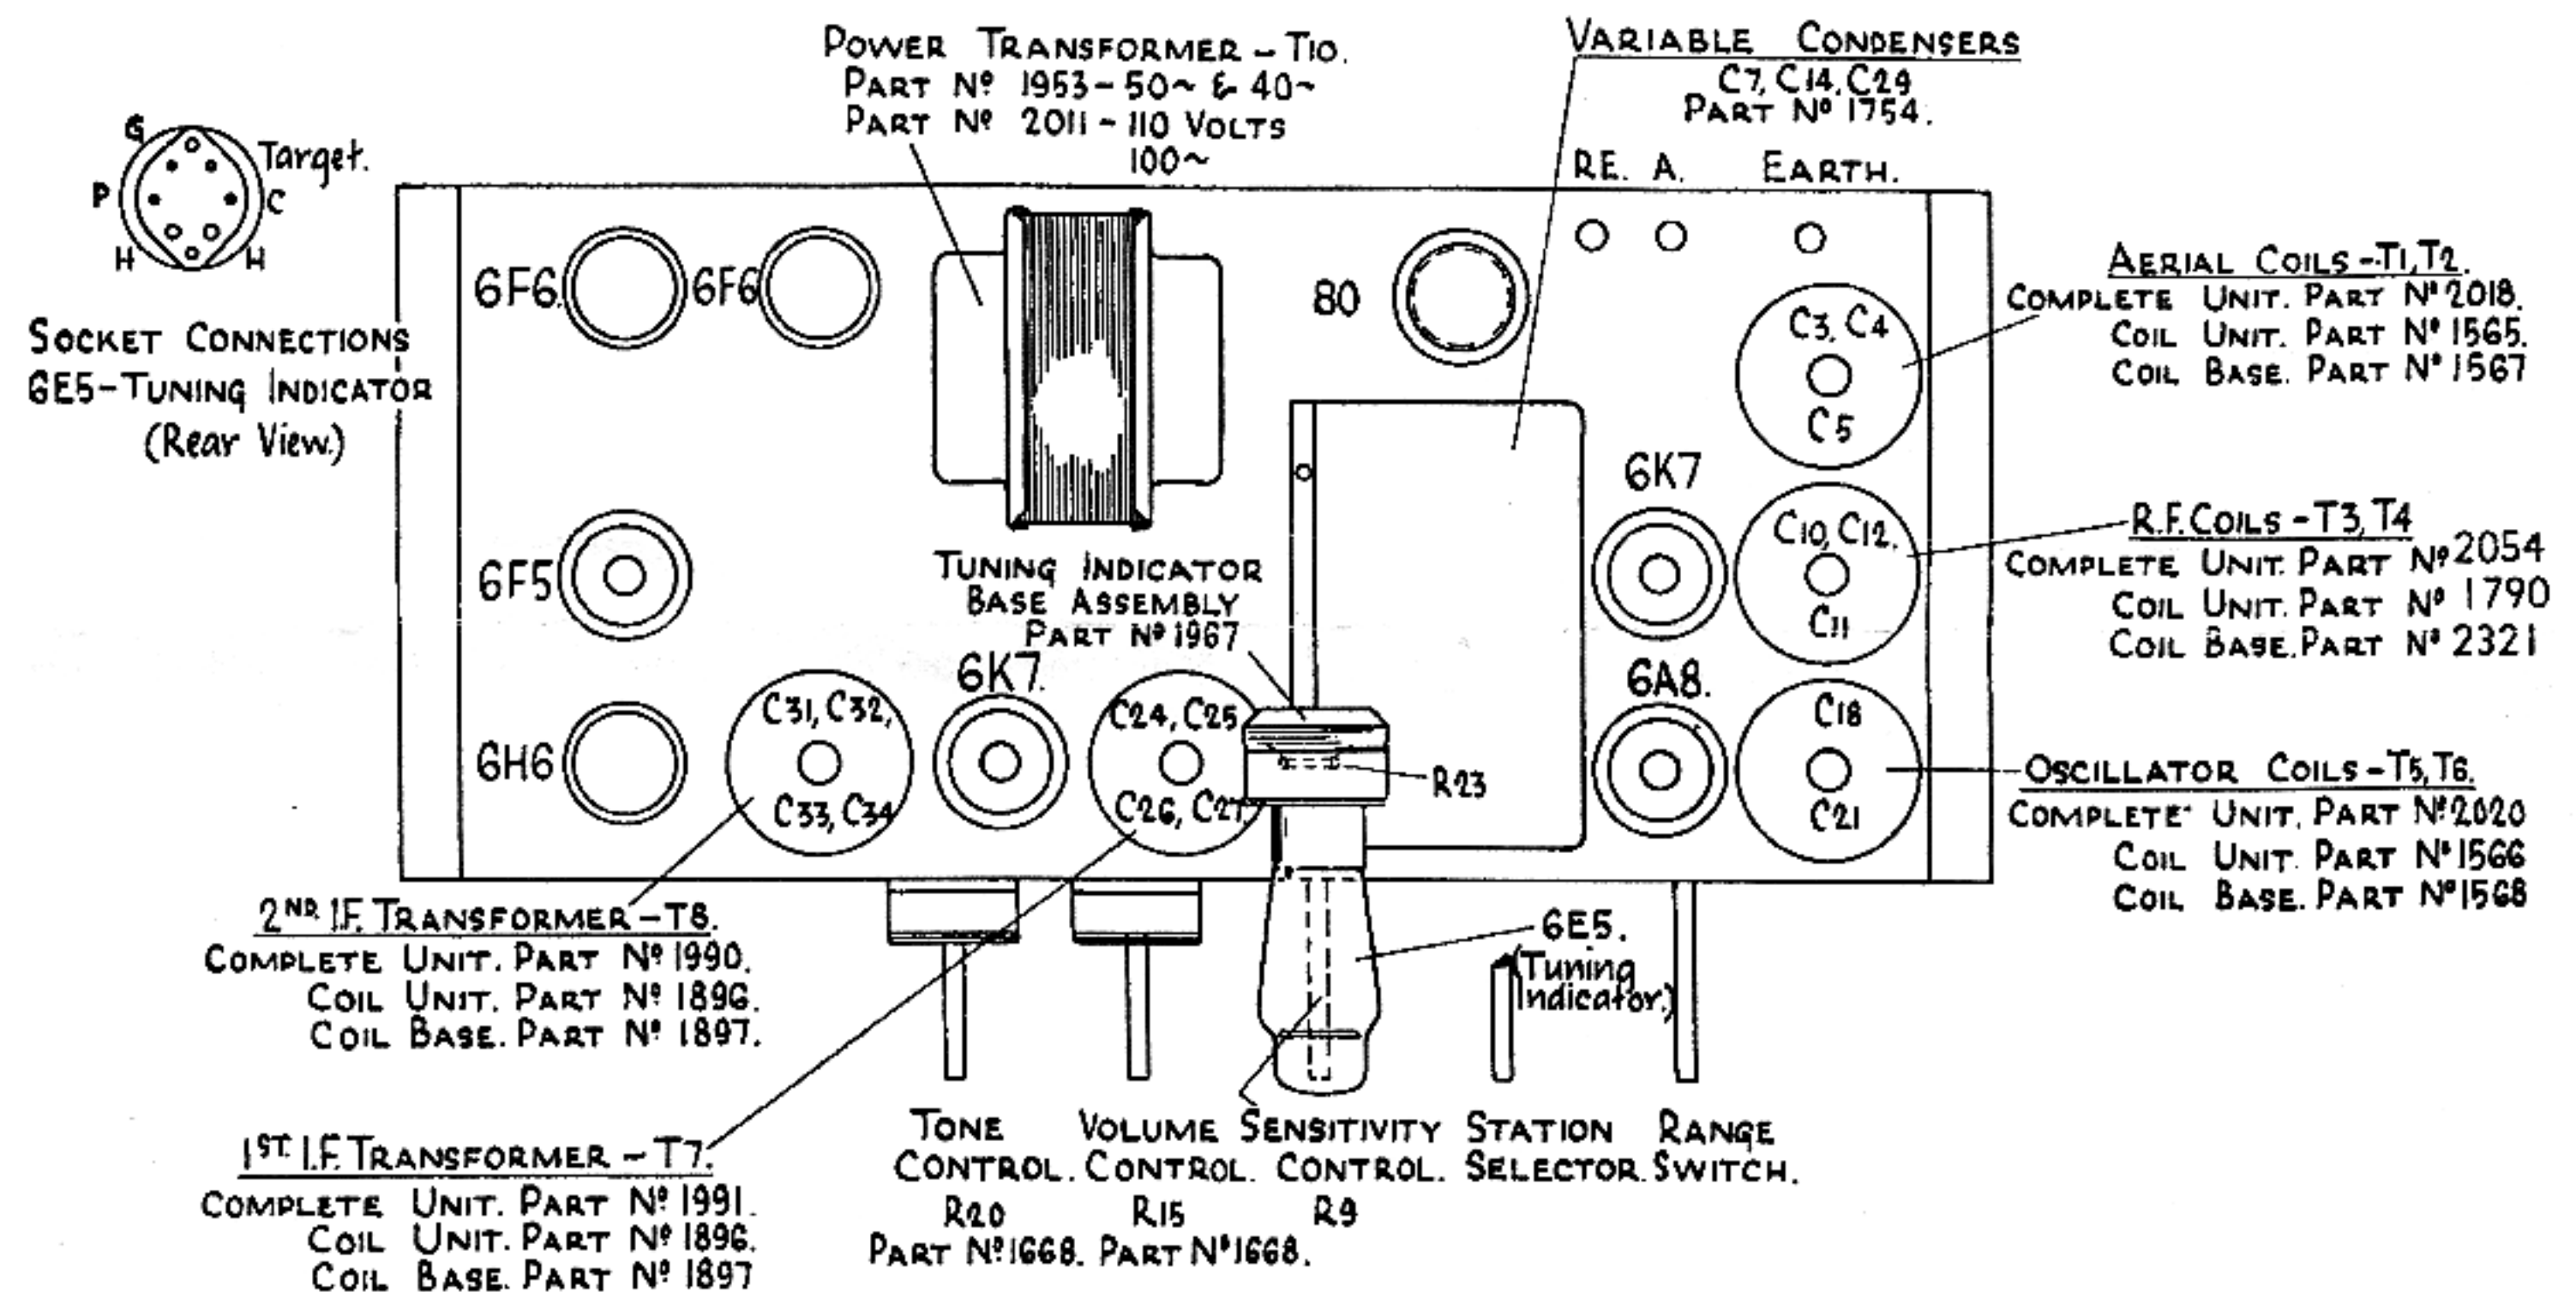 POWER TRANSFORMER – T10.
PART Nº 1953 – 50~ & 40~
PART Nº 2011 – 110 VOLTS
100~
VARIABLE CONDENSERS
C7, C14, C29
PART Nº 1754.
RE. A. EARTH.
G
Target.
P
C
H
H
SOCKET CONNECTIONS
6E5 – TUNING INDICATOR
(Rear View.)
6F6.
6F6
80
C3, C4
C5
AERIAL COILS – T1, T2.
COMPLETE UNIT. PART Nº 2018.
COIL UNIT. PART Nº 1565.
COIL BASE. PART Nº 1567
6K7
6F5
C10, C12.
C11
R.F. COILS – T3, T4
COMPLETE UNIT. PART Nº 2054
COIL UNIT. PART Nº 1790
COIL BASE. PART Nº 2321
TUNING INDICATOR
BASE ASSEMBLY
PART Nº 1967
6K7.
6A8.
6H6
C31, C32,
C33, C34
C24, C25
C26, C27.
R23
C18
C21
OSCILLATOR COILS – T5, T6.
COMPLETE UNIT. PART Nº 2020
COIL UNIT. PART Nº 1566
COIL BASE. PART Nº 1568
2ND. I.F. TRANSFORMER – T8.
COMPLETE UNIT. PART Nº 1990.
COIL UNIT. PART Nº 1896.
COIL BASE. PART Nº 1897.
6E5.
(Tuning
Indicator.)
1ST. I.F. TRANSFORMER – T7.
COMPLETE UNIT. PART Nº 1991.
COIL UNIT. PART Nº 1896.
COIL BASE. PART Nº 1897
TONE
CONTROL.
R20
PART Nº 1668.
VOLUME
CONTROL.
R15
PART Nº 1668.
SENSITIVITY
CONTROL.
R9
STATION
SELECTOR.
RANGE
SWITCH.